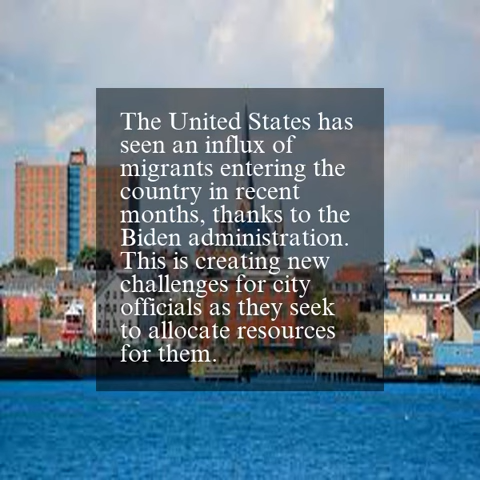 The United States has
seen an influx of
migrants entering the
country in recent
months, thanks to the
Biden administration.
This is creating new
challenges for city
officials as they seek
to allocate resources
for them.